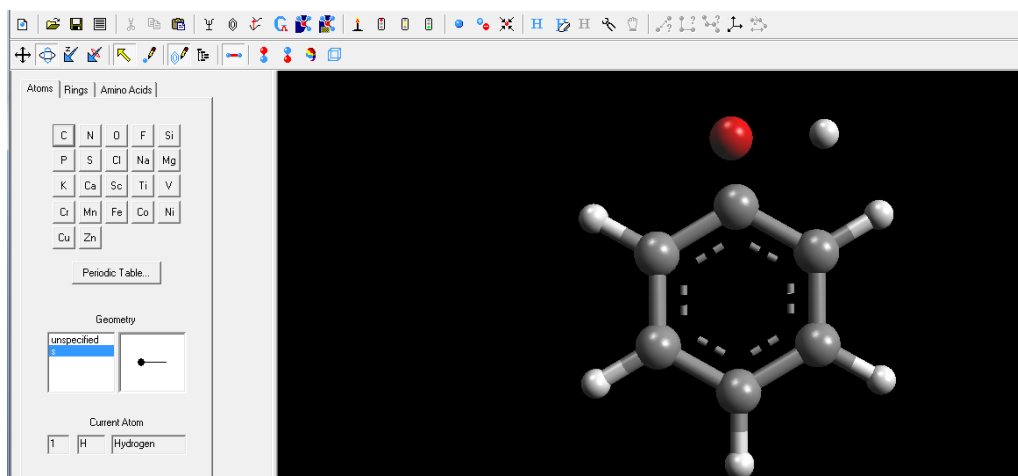 Atoms Rings Amino Acids
C N O F Si
P S Cl Na Mg
K Ca Sc Ti V
Cr Mn Fe Co Ni
Cu Zn
Periodic Table...
Geometry
unspecified
s
Current Atom
1 H Hydrogen